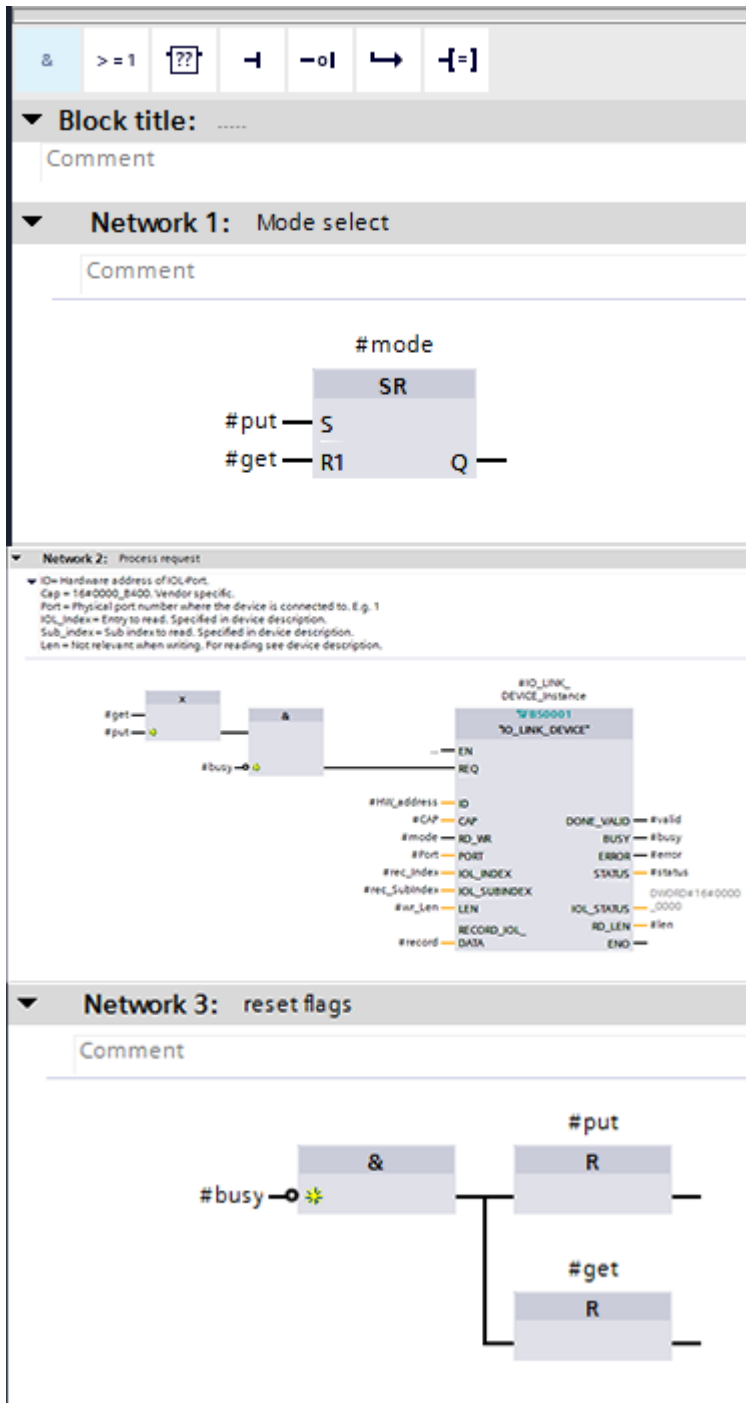 & >=1 ?? -o| [=]
Block title: .....
Comment
Network 1: Mode select
Comment
#mode
SR
#put S
#get R1 Q
Network 2: Process request
IO= Hardware address of IOL-Port.
Cap = 16#0000_B400. Vendor specific.
Port = Physical port number where the device is connected to. E.g. 1
IOL_Index = Entry to read. Specified in device description.
Sub_index = Sub index to read. Specified in device description.
Len = Not relevant when writing. For reading see device description.
#IO_LINK_
DEVICE_Instance
%FB50001
"IO_LINK_DEVICE"
x
#get
#put
&
#busy
... EN
REQ
#HW_address ID
#CAP CAP DONE_VALID #valid
#mode RD_WR BUSY #busy
#Port PORT ERROR #error
#rec_Index IOL_INDEX STATUS #status
#rec_SubIndex IOL_SUBINDEX DWORD#16#0000
#wr_Len LEN IOL_STATUS _0000
RECORD_IOL_ RD_LEN #len
#record DATA ENO
Network 3: reset flags
Comment
#put
& R
#busy
#get
R